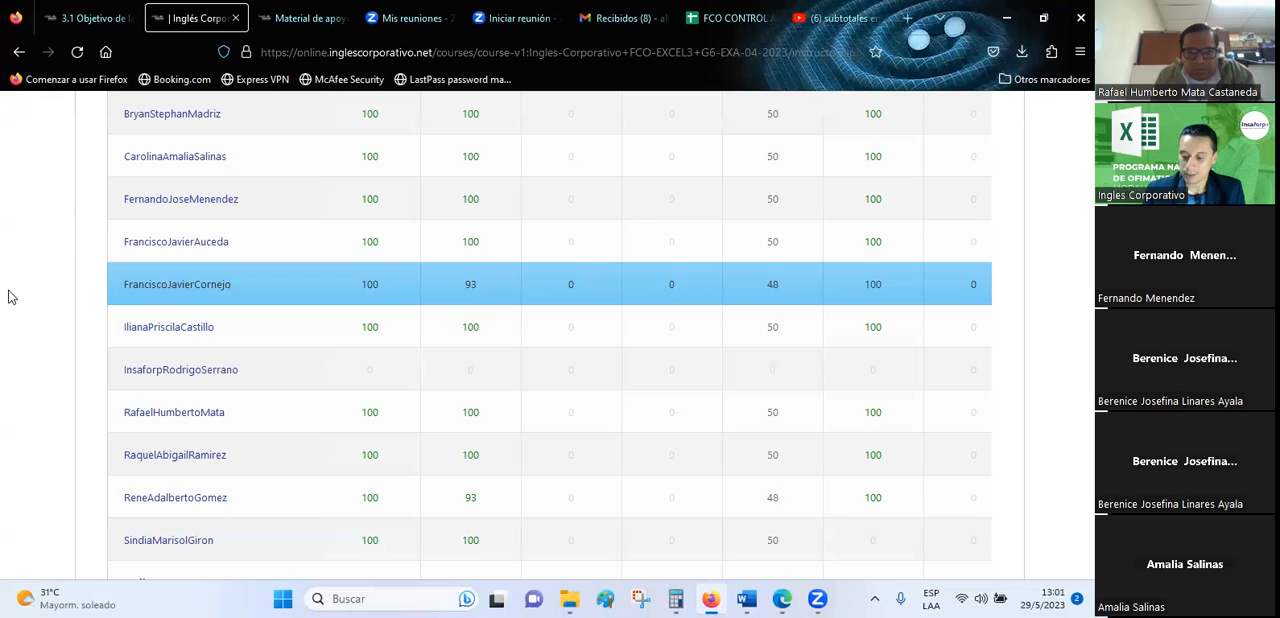 3.1 Objetivo de l
| Inglés Corpor
Material de apoy
Mis reuniones - Z
Iniciar reunión -
Recibidos (8) - al
FCO CONTROL A
(6) subtotales en
https://online.inglescorporativo.net/courses/course-v1:Ingles-Corporativo+FCO-EXCEL3+G6-EXA-04-2023/instructor
Comenzar a usar Firefox
Booking.com
Express VPN
McAfee Security
LastPass password ma...
Otros marcadores
BryanStephanMadriz 100 100 0 0 50 100 0
CarolinaAmaliaSalinas 100 100 0 0 50 100 0
FernandoJoseMenendez 100 100 0 0 50 100 0
FranciscoJavierAuceda 100 100 0 0 50 100 0
FranciscoJavierCornejo 100 93 0 0 48 100 0
IlianaPriscilaCastillo 100 100 0 0 50 100 0
InsaforpRodrigoSerrano 0 0 0 0 0 0 0
RafaelHumbertoMata 100 100 0 0 50 100 0
RaquelAbigailRamirez 100 100 0 0 50 100 0
ReneAdalbertoGomez 100 93 0 0 48 100 0
SindiaMarisolGiron 100 100 0 0 50 0 0
Rafael Humberto Mata Castaneda
X
Insaforp
PROGRAMA NA
DE OFIMÁTI
Ingles Corporativo
Fernando Menen...
Fernando Menendez
Berenice Josefina...
Berenice Josefina Linares Ayala
Berenice Josefina...
Berenice Josefina Linares Ayala
Amalia Salinas
Amalia Salinas
31°C
Mayorm. soleado
Buscar
ESP
LAA
13:01
29/5/2023
2